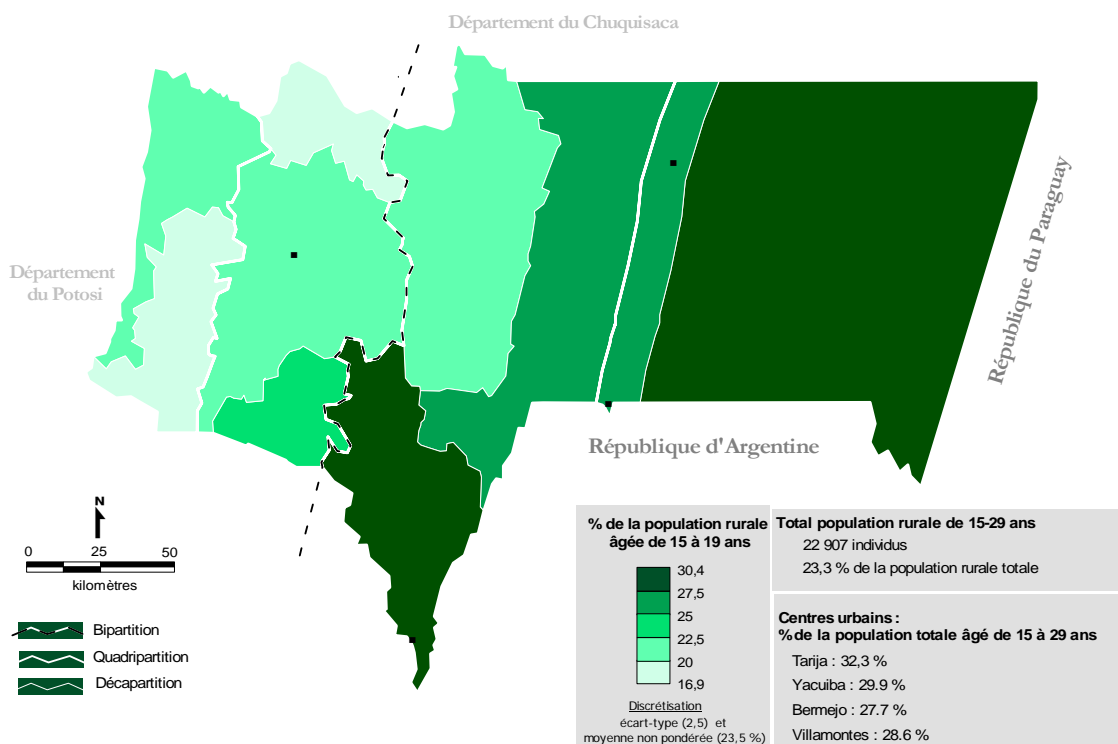 Département du Chuquisaca
Département
du Potosi
République du Paraguay
République d'Argentine
N
0 25 50
kilomètres
Bipartition
Quadripartition
Décapartition
% de la population rurale
âgée de 15 à 19 ans
30,4
27,5
25
22,5
20
16,9
Discrétisation
écart-type (2,5) et
moyenne non pondérée (23,5 %)
Total population rurale de 15-29 ans
22 907 individus
23,3 % de la population rurale totale
Centres urbains :
% de la population totale âgé de 15 à 29 ans
Tarija : 32,3 %
Yacuiba : 29.9 %
Bermejo : 27.7 %
Villamontes : 28.6 %